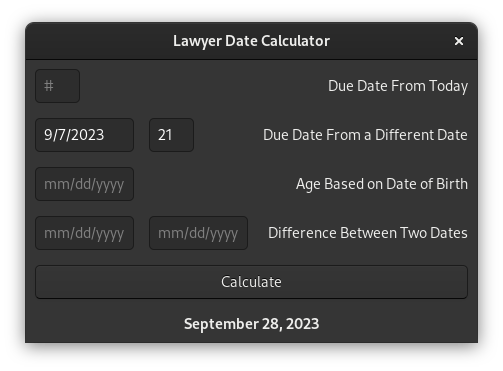 Lawyer Date Calculator ×
# Due Date From Today
9/7/2023 21 Due Date From a Different Date
mm/dd/yyyy Age Based on Date of Birth
mm/dd/yyyy mm/dd/yyyy Difference Between Two Dates
Calculate
September 28, 2023